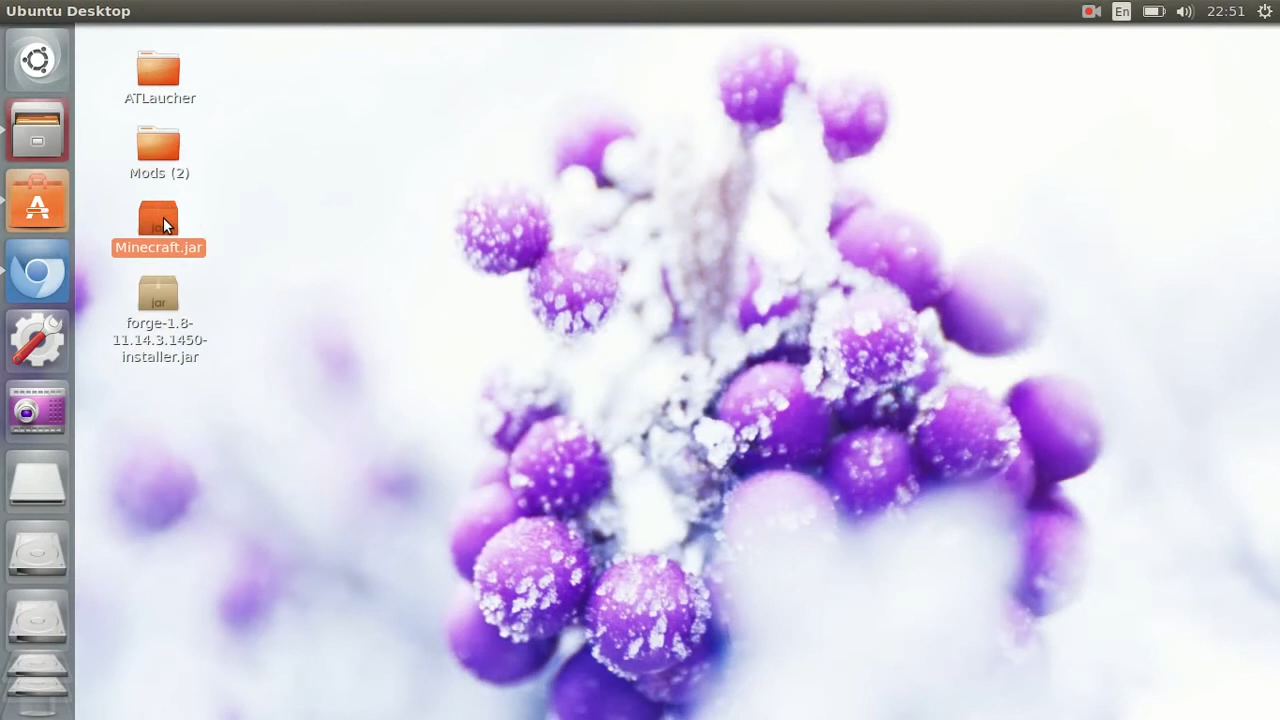 Ubuntu Desktop
En
22:51
ATLaucher
Mods (2)
Minecraft.jar
jar
forge-1.8-
11.14.3.1450-
installer.jar